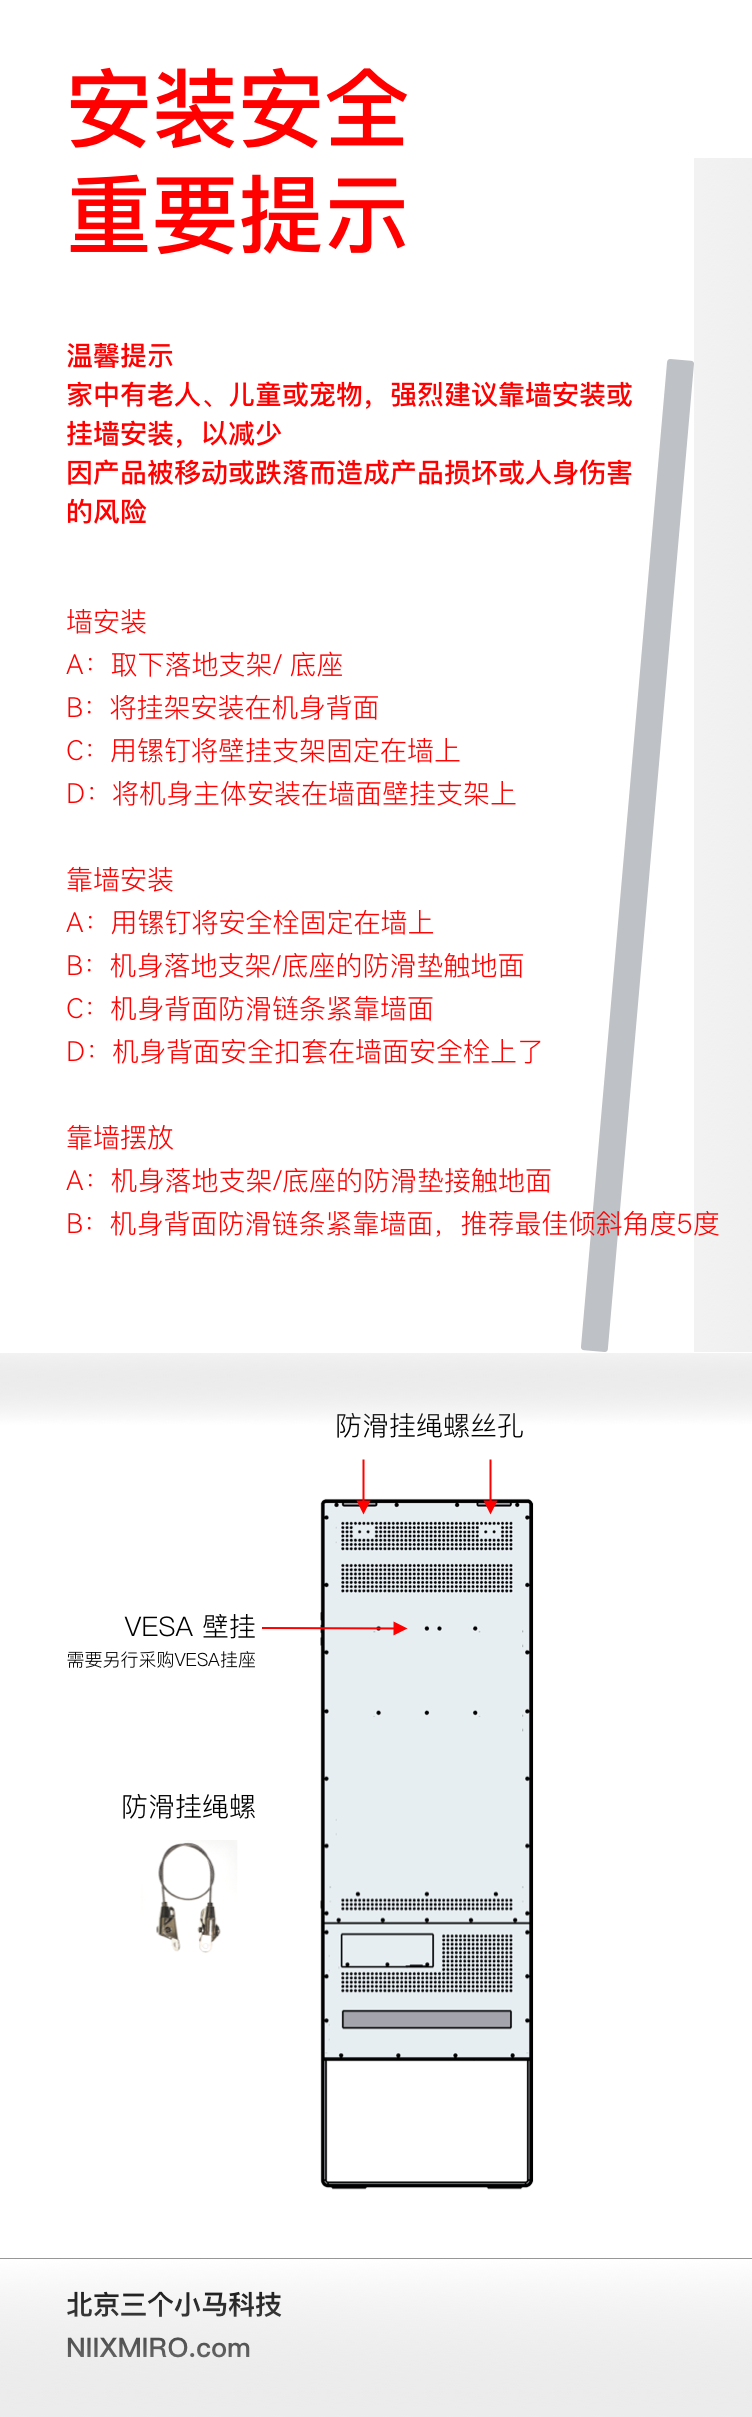 安装安全
重要提示
温馨提示
家中有老人、儿童或宠物，强烈建议靠墙安装或
挂墙安装，以减少
因产品被移动或跌落而造成产品损坏或人身伤害
的风险
墙安装
A：取下落地支架/ 底座
B：将挂架安装在机身背面
C：用镙钉将壁挂支架固定在墙上
D：将机身主体安装在墙面壁挂支架上
靠墙安装
A：用镙钉将安全栓固定在墙上
B：机身落地支架/底座的防滑垫触地面
C：机身背面防滑链条紧靠墙面
D：机身背面安全扣套在墙面安全栓上了
靠墙摆放
A：机身落地支架/底座的防滑垫接触地面
B：机身背面防滑链条紧靠墙面，推荐最佳倾斜角度5度
防滑挂绳螺丝孔
VESA 壁挂
需要另行采购VESA挂座
防滑挂绳螺
北京三个小马科技
NIIXMIRO.com